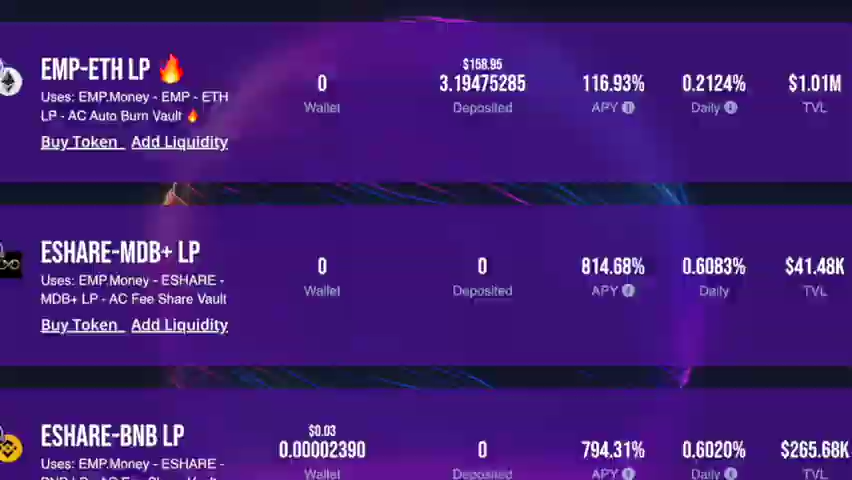 EMP-ETH LP 🔥
Uses: EMP.Money - EMP - ETH
LP - AC Auto Burn Vault 🔥
Buy Token Add Liquidity
0
Wallet
$158.95
3.19475285
Deposited
116.93%
APY
0.2124%
Daily
$1.01M
TVL
ESHARE-MDB+ LP
Uses: EMP.Money - ESHARE -
MDB+ LP - AC Fee Share Vault
Buy Token Add Liquidity
0
Wallet
0
Deposited
814.68%
APY
0.6083%
Daily
$41.48K
TVL
ESHARE-BNB LP
Uses: EMP.Money - ESHARE -
$0.03
0.00002390
Wallet
0
Deposited
794.31%
APY
0.6020%
Daily
$265.68K
TVL